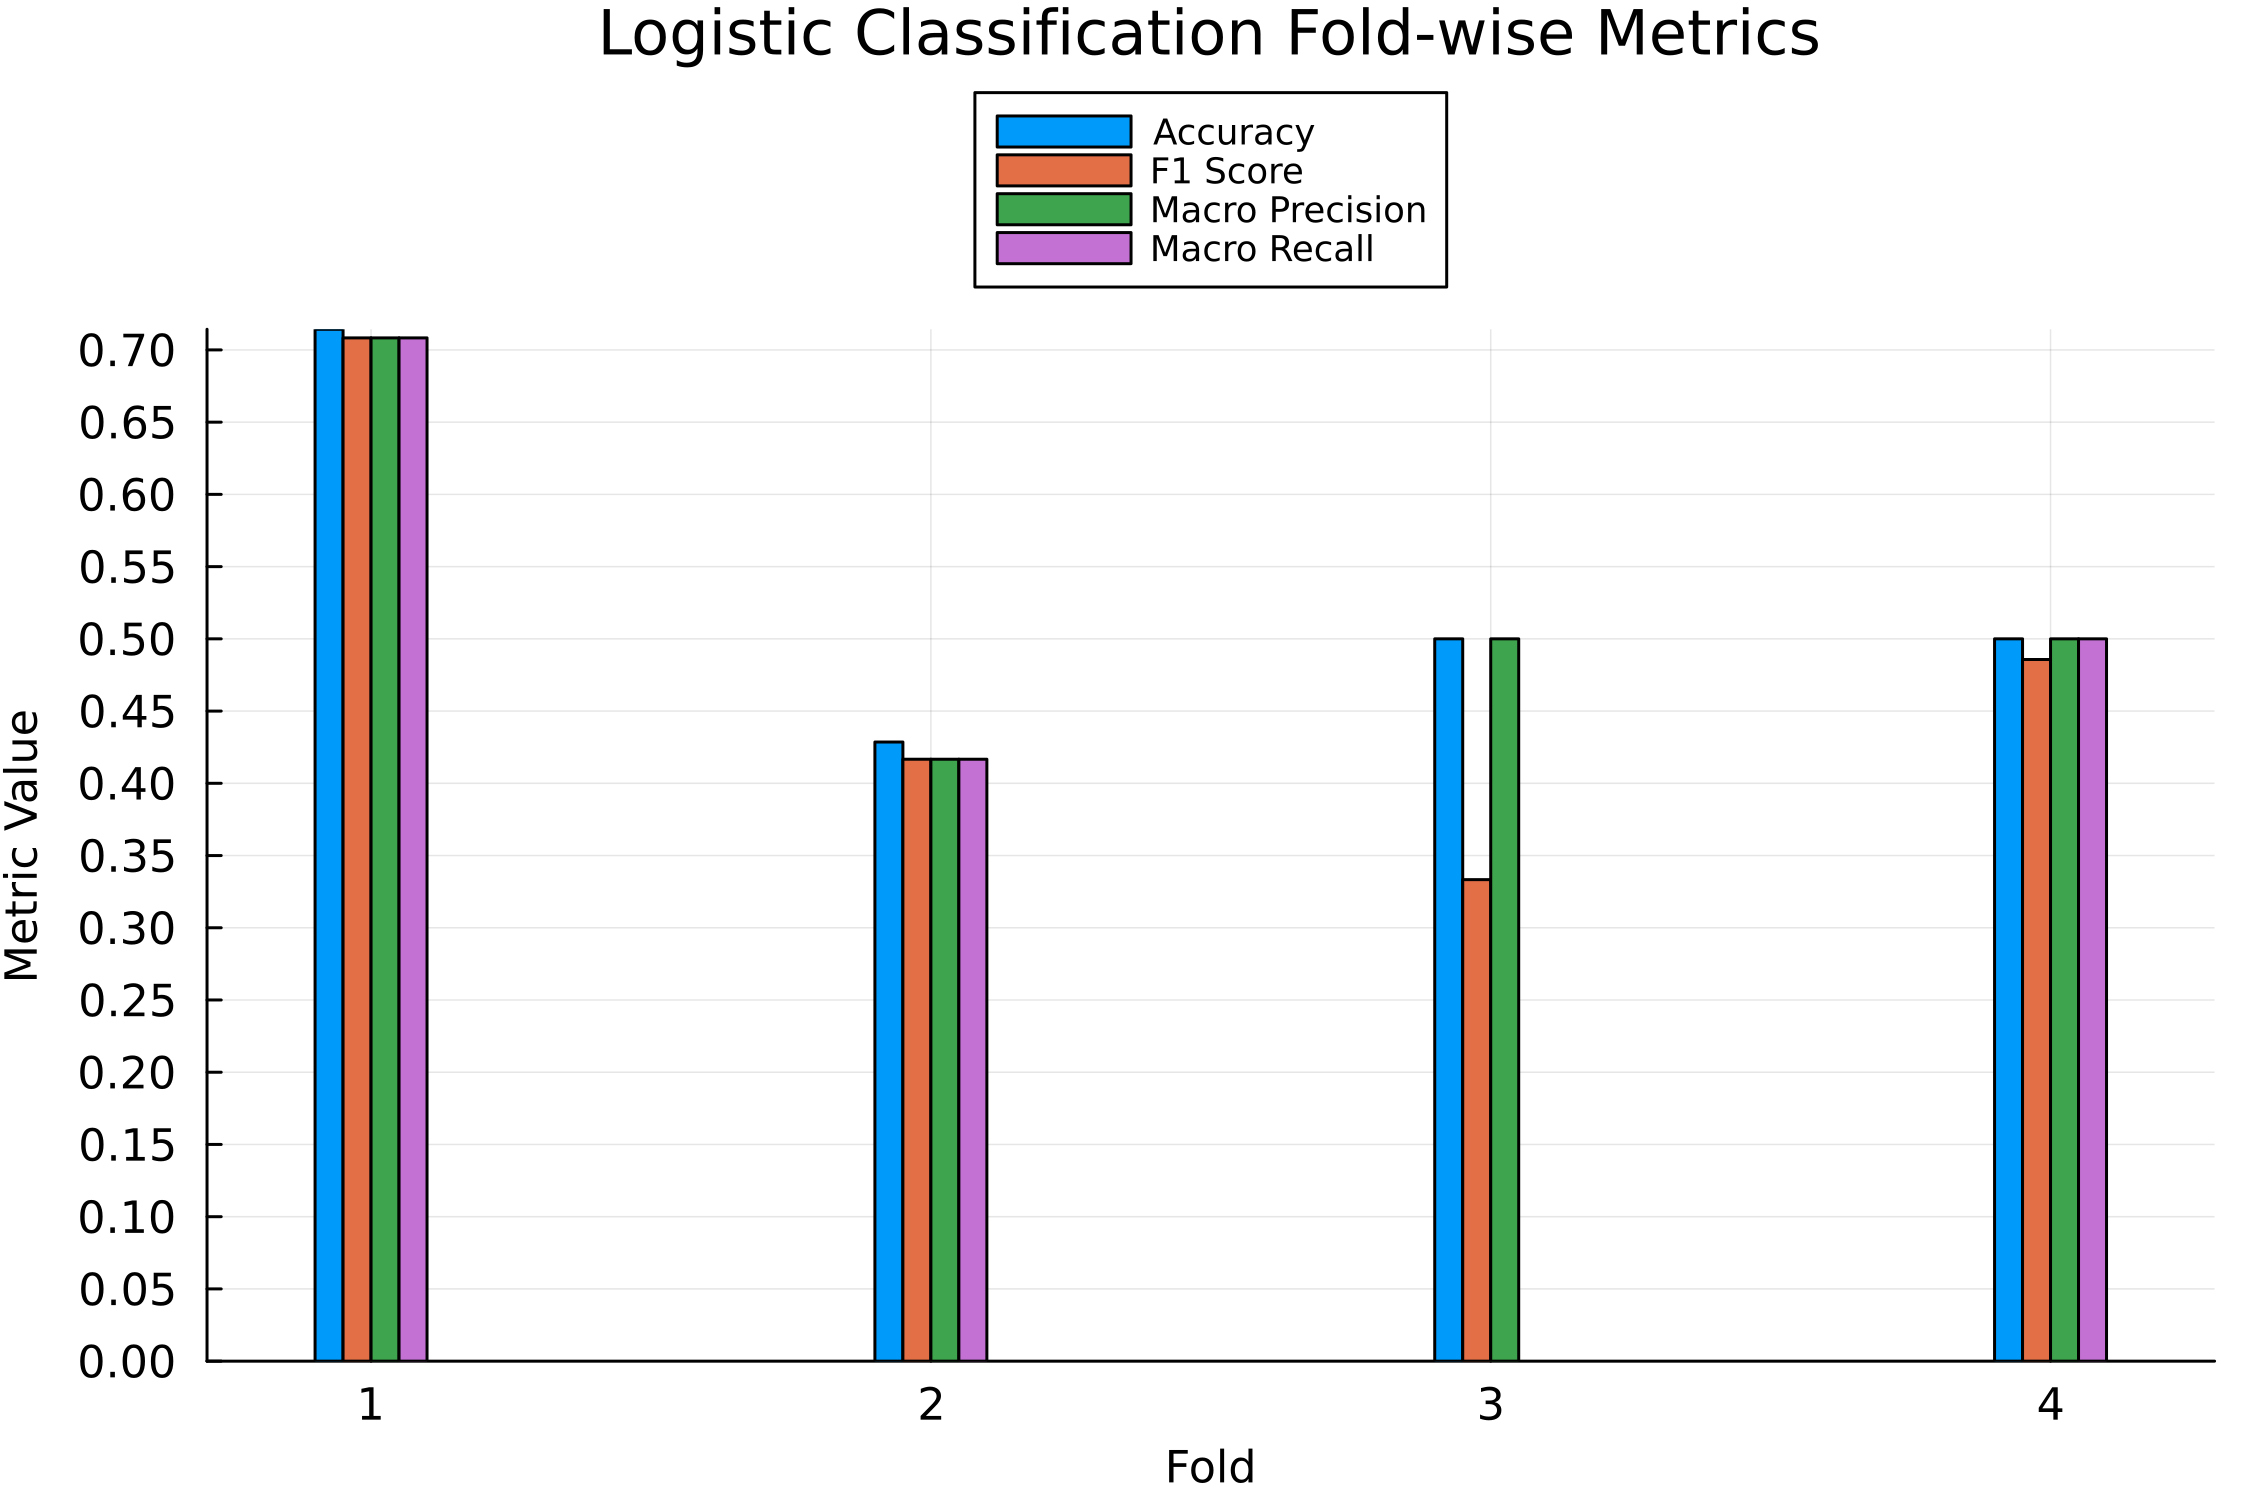 Logistic Classification Fold-wise Metrics
Accuracy
F1 Score
Macro Precision
Macro Recall
0.70
0.65
0.60
0.55
0.50
0.45
0.40
0.35
0.30
0.25
0.20
0.15
0.10
0.05
0.00
Metric Value
1 2 3 4
Fold